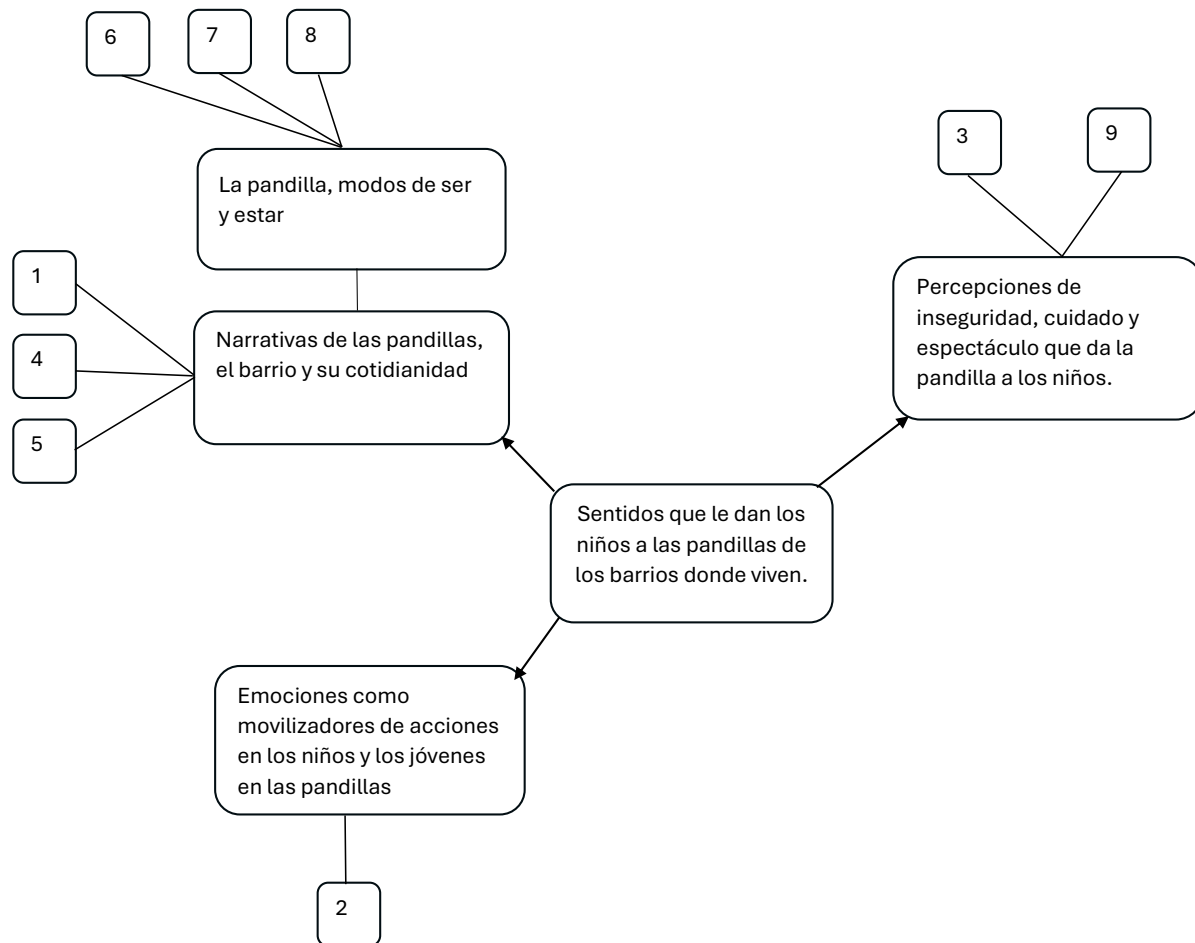 6
7
8
3
9
La pandilla, modos de ser
y estar
1
4
5
Narrativas de las pandillas,
el barrio y su cotidianidad
Percepciones de
inseguridad, cuidado y
espectáculo que da la
pandilla a los niños.
Sentidos que le dan los
niños a las pandillas de
los barrios donde viven.
Emociones como
movilizadores de acciones
en los niños y los jóvenes
en las pandillas
2